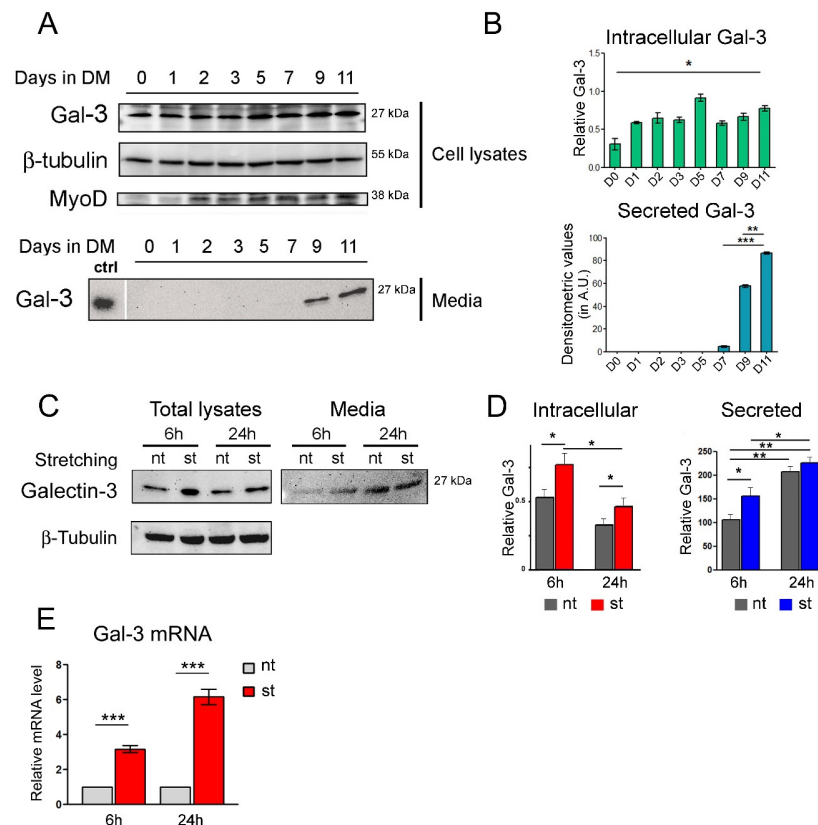 A
Days in DM 0 1 2 3 5 7 9 11
Gal-3 27 kDa
β-tubulin 55 kDa
MyoD 38 kDa
Cell lysates
Days in DM 0 1 2 3 5 7 9 11
ctrl
Gal-3 27 kDa
Media
B
Intracellular Gal-3
Relative Gal-3
1.5
1.0
0.5
0.0
*
D0 D1 D2 D3 D5 D7 D9 D11
Secreted Gal-3
Densitometric values
(in A.U.)
100
80
60
40
20
0
**
***
D0 D1 D2 D3 D5 D7 D9 D11
C
Total lysates Media
6h 24h 6h 24h
Stretching nt st nt st nt st nt st
Galectin-3 27 kDa
β-Tubulin
D
Intracellular
Relative Gal-3
1
0.5
0
* * *
6h 24h
nt st
Secreted
Relative Gal-3
250
200
150
100
50
0
*
**
**
*
6h 24h
nt st
E
Gal-3 mRNA
Relative mRNA level
8
6
4
2
0
*** ***
nt
st
6h 24h